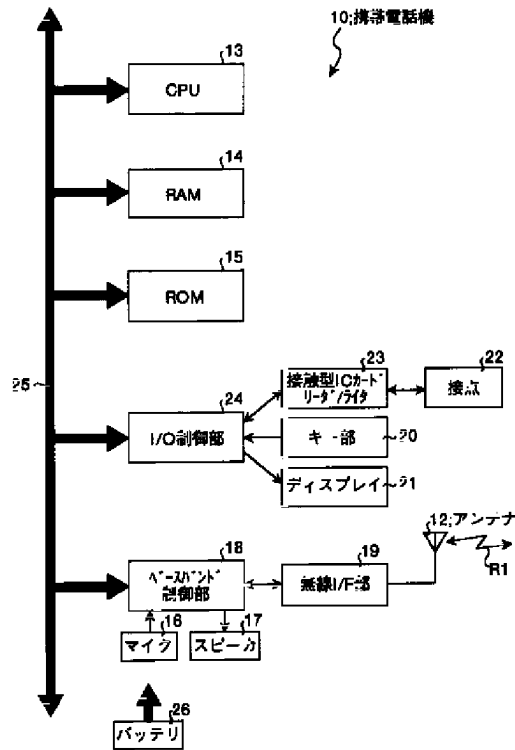 10;携帯電話機
13
CPU
14
RAM
15
ROM
25
24
I/O制御部
23
接触型ICカード
リーダ/ライタ
22
接点
キー部
20
ディスプレイ
21
18
ベースバンド
制御部
19
無線I/F部
12;アンテナ
R1
16
マイク
17
スピーカ
26
バッテリ